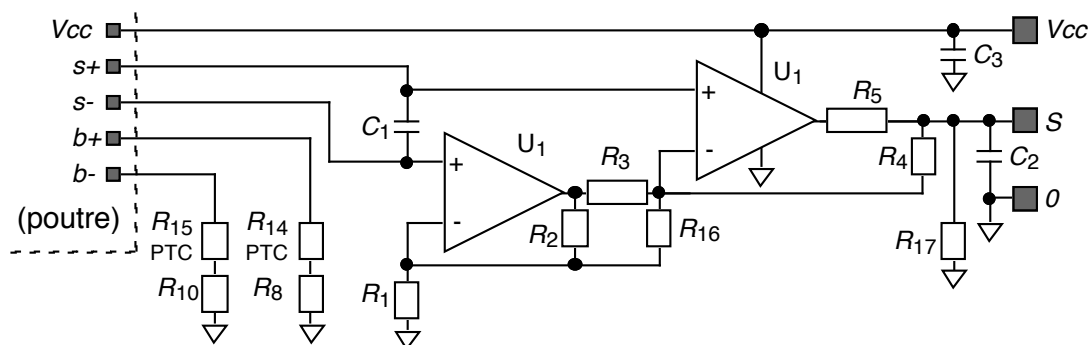 Vcc
Vcc
s+
C3
U1
s-
+
R5
S
C1
b+
-
U1
R3
R4
C2
+
b-
0
(poutre)
R15
R14
-
R2
R16
R17
PTC
PTC
R10
R8
R1